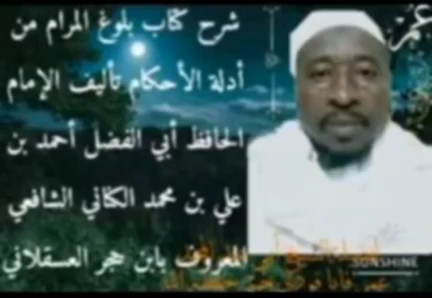 شرح كتاب بلوغ المرام من
أدلة الأحكام تأليف الإمام
الحافظ أبي الفضل أحمد بن
علي بن محمد الكناني الشافعي
المعروف بابن حجر العسقلاني
عمر
SUNSHINE